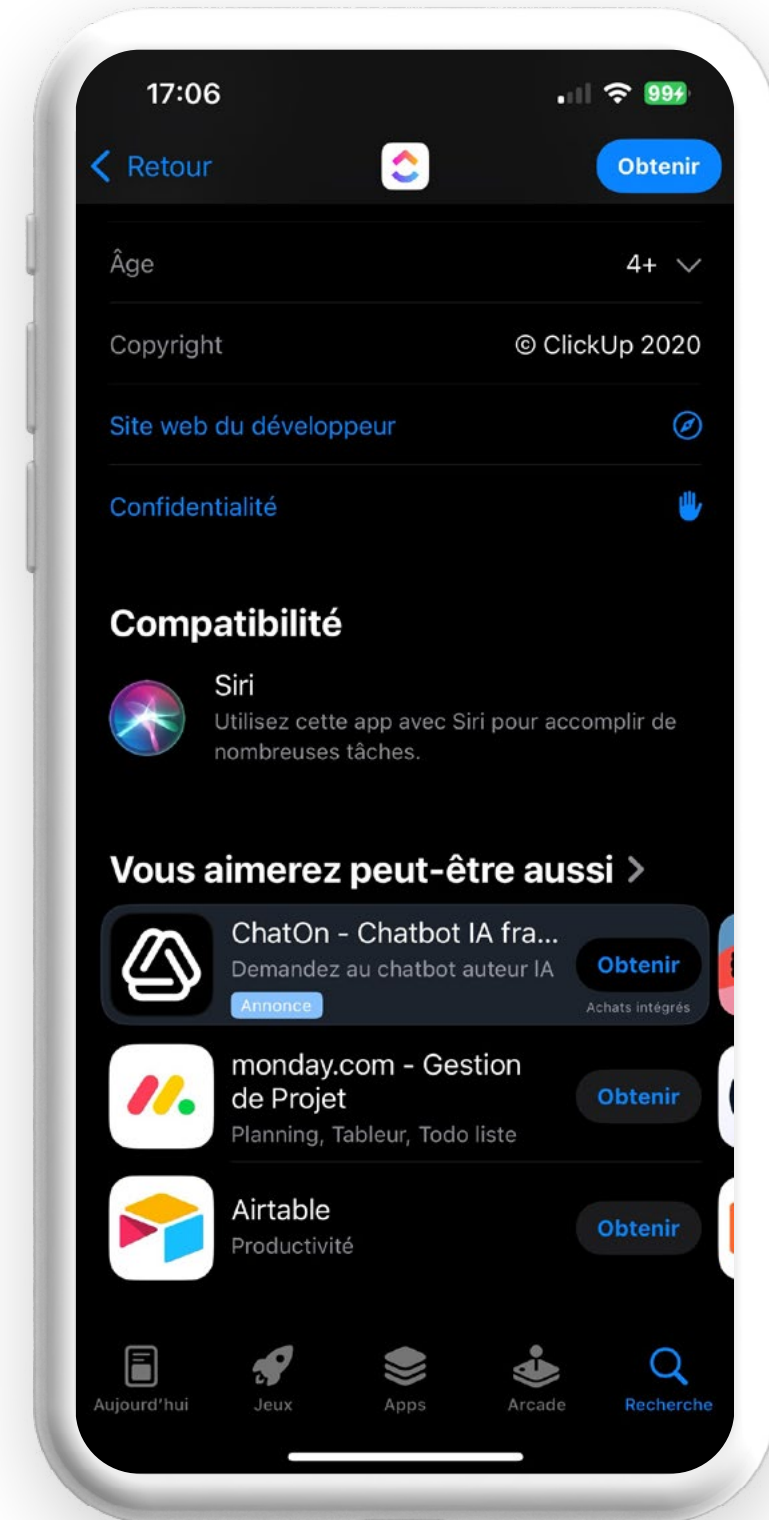 17:06
99
Retour
Obtenir
Âge
4+
Copyright
© ClickUp 2020
Site web du développeur
Confidentialité
Compatibilité
Siri
Utilisez cette app avec Siri pour accomplir de
nombreuses tâches.
Vous aimerez peut-être aussi
ChatOn - Chatbot IA fra...
Demandez au chatbot auteur IA
Annonce
Obtenir
Achats intégrés
monday.com - Gestion
de Projet
Planning, Tableur, Todo liste
Obtenir
Airtable
Productivité
Obtenir
Aujourd'hui
Jeux
Apps
Arcade
Recherche